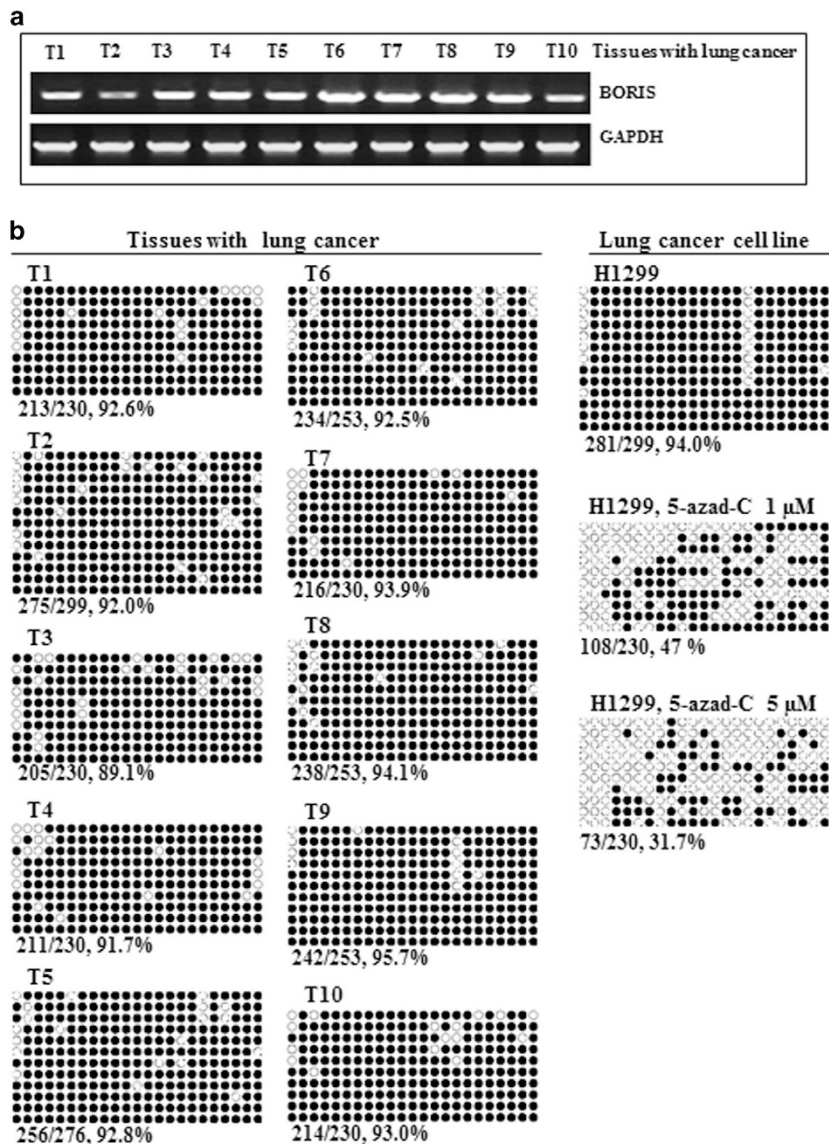 a
T1 T2 T3 T4 T5 T6 T7 T8 T9 T10 Tissues with lung cancer
BORIS
GAPDH
b
Tissues with lung cancer
Lung cancer cell line
T1
213/230, 92.6%
T2
275/299, 92.0%
T3
205/230, 89.1%
T4
211/230, 91.7%
T5
256/276, 92.8%
T6
234/253, 92.5%
T7
216/230, 93.9%
T8
238/253, 94.1%
T9
242/253, 95.7%
T10
214/230, 93.0%
H1299
281/299, 94.0%
H1299, 5-azad-C 1 μM
108/230, 47 %
H1299, 5-azad-C 5 μM
73/230, 31.7%